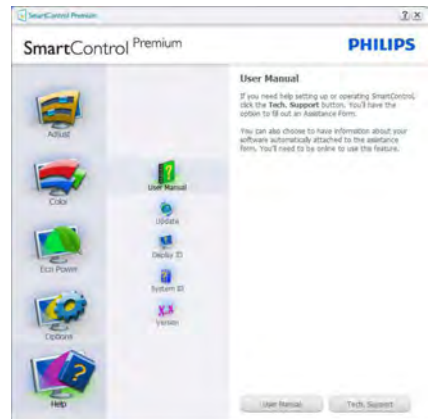 SmartControl Premium
SmartControl Premium
PHILIPS
Adjust
Color
Eco Power
Options
Help
User Manual
Update
Display ID
System ID
Version
User Manual
If you need help setting up or operating SmartControl,
click the Tech. Support button. You'll have the
option to fill out an Assistance Form.
You can also choose to have information about your
software automatically attached to the assistance
form. You'll need to be online to use the feature.
User Manual
Tech. Support